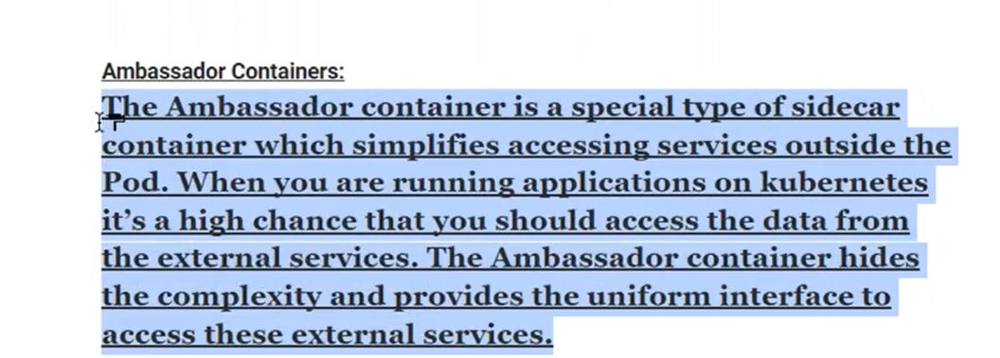 Ambassador Containers:
The Ambassador container is a special type of sidecar
container which simplifies accessing services outside the
Pod. When you are running applications on kubernetes
it’s a high chance that you should access the data from
the external services. The Ambassador container hides
the complexity and provides the uniform interface to
access these external services.